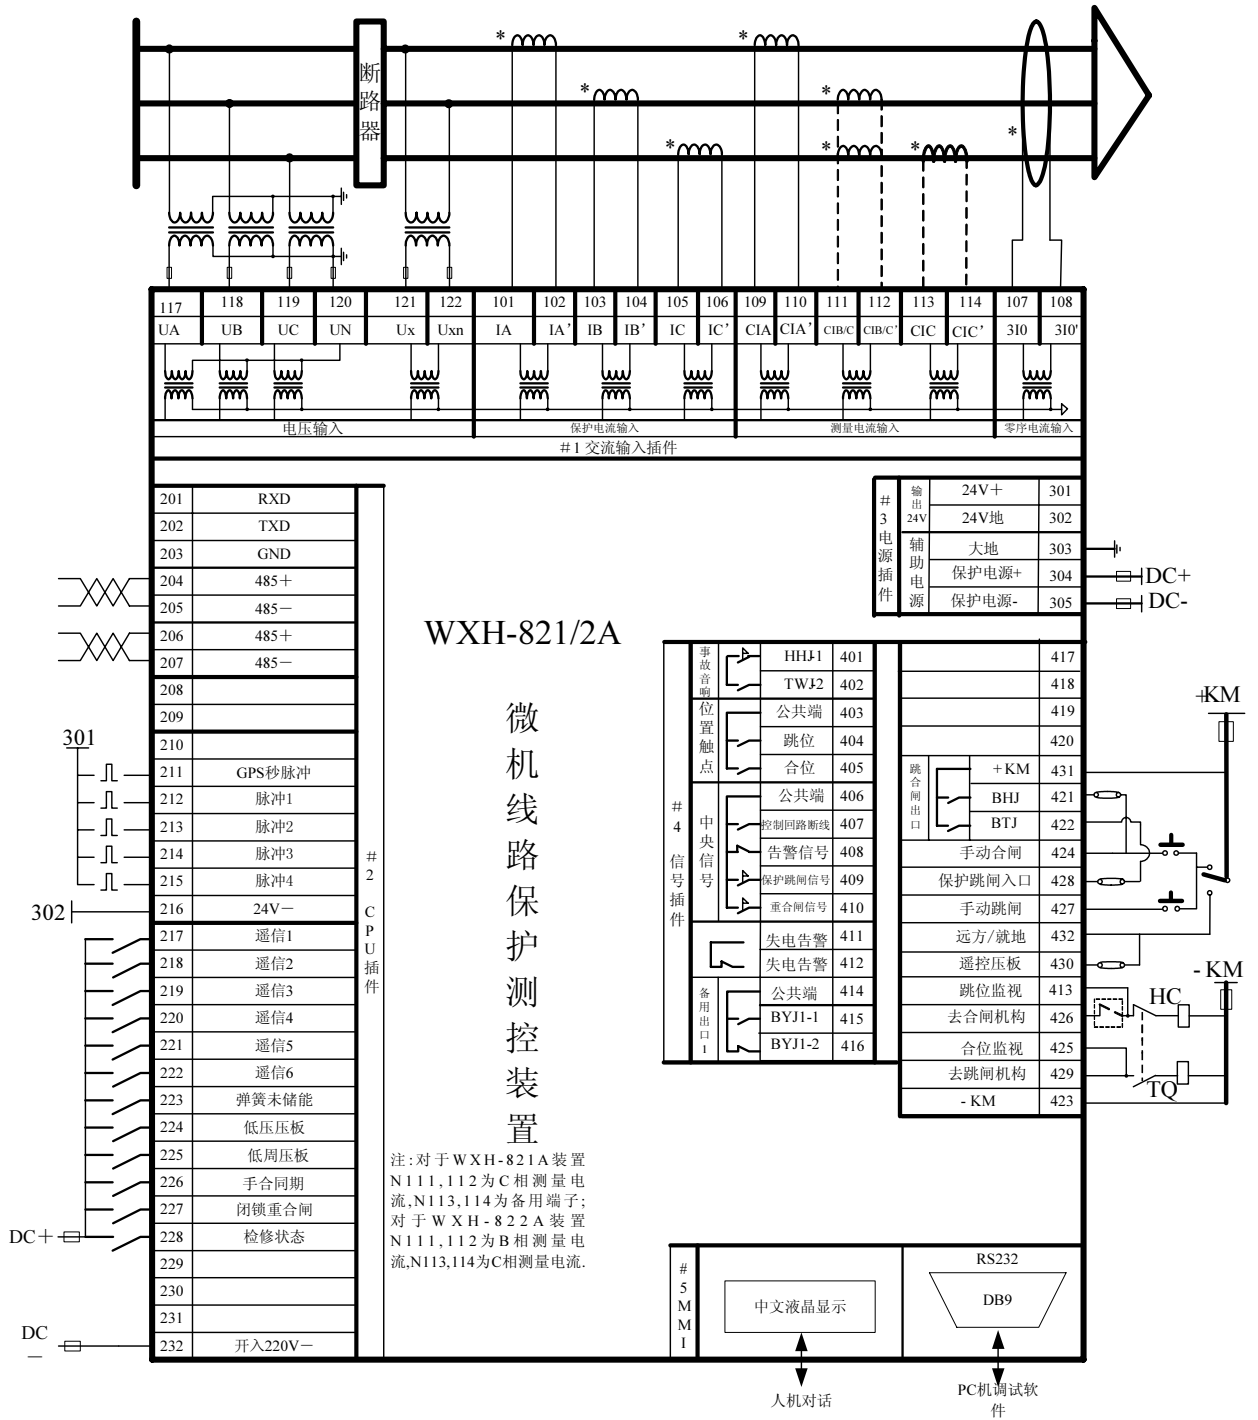 * *
* *
* * *
*
断路器
117 118 119 120 121 122 101 102 103 104 105 106 109 110 111 112 113 114 107 108
UA UB UC UN Ux Uxn IA IA’ IB IB’ IC IC’ CIA CIA’ CIB/C CIB/C’ CIC CIC’ 3I0 3I0'
电压输入 保护电流输入 测量电流输入 零序电流输入
#1交流输入插件
201 RXD
202 TXD
203 GND
204 485+
205 485-
206 485+
207 485-
208
209
210
211 GPS秒脉冲
212 脉冲1
213 脉冲2
214 脉冲3
215 脉冲4
216 24V-
217 遥信1
218 遥信2
219 遥信3
220 遥信4
221 遥信5
222 遥信6
223 弹簧未储能
224 低压压板
225 低周压板
226 手合同期
227 闭锁重合闸
228 检修状态
229
230
231
232 开入220V-
#2 CPU插件
301
302
DC+
DC
-
WXH-821/2A
微机线路保护测控装置
注:对于WXH-821A装置
N111,112为C相测量电
流,N113,114为备用端子;
对于WXH-822A装置
N111,112为B相测量电
流,N113,114为C相测量电流.
#3电源插件
输出24V
24V+ 301
24V地 302
辅助电源
大地 303
保护电源+ 304
保护电源- 305
DC+
DC-
#4 信号插件
事故音响
HHJ-1 401
TWJ-2 402
位置触点
公共端 403
跳位 404
合位 405
中央信号
公共端 406
控制回路断线 407
告警信号 408
保护跳闸信号 409
重合闸信号 410
失电告警 411
失电告警 412
备用出口1
公共端 414
BYJ1-1 415
BYJ1-2 416
417
418
419
420
跳合闸出口
+KM 431
BHJ 421
BTJ 422
手动合闸 424
保护跳闸入口 428
手动跳闸 427
远方/就地 432
遥控压板 430
跳位监视 413
去合闸机构 426
合位监视 425
去跳闸机构 429
- KM 423
+KM
- KM
HC
TQ
#5MMI
中文液晶显示
人机对话
RS232
DB9
PC机调试软
件